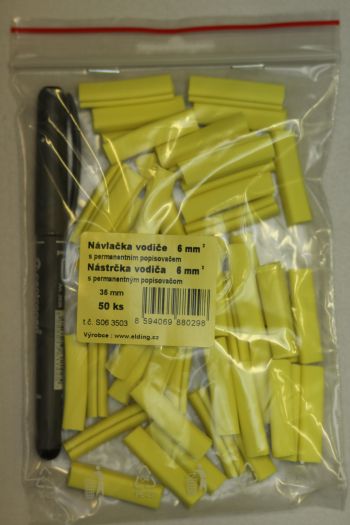 Návlačka vodiče 6 mm²
s permanentním popisovačem
Nástrčka vodiča 6 mm²
s permanentným popisovačom
35 mm
50 ks
8 594069 880298
t.č. S06 3503
Výrobce : www.elding.cz